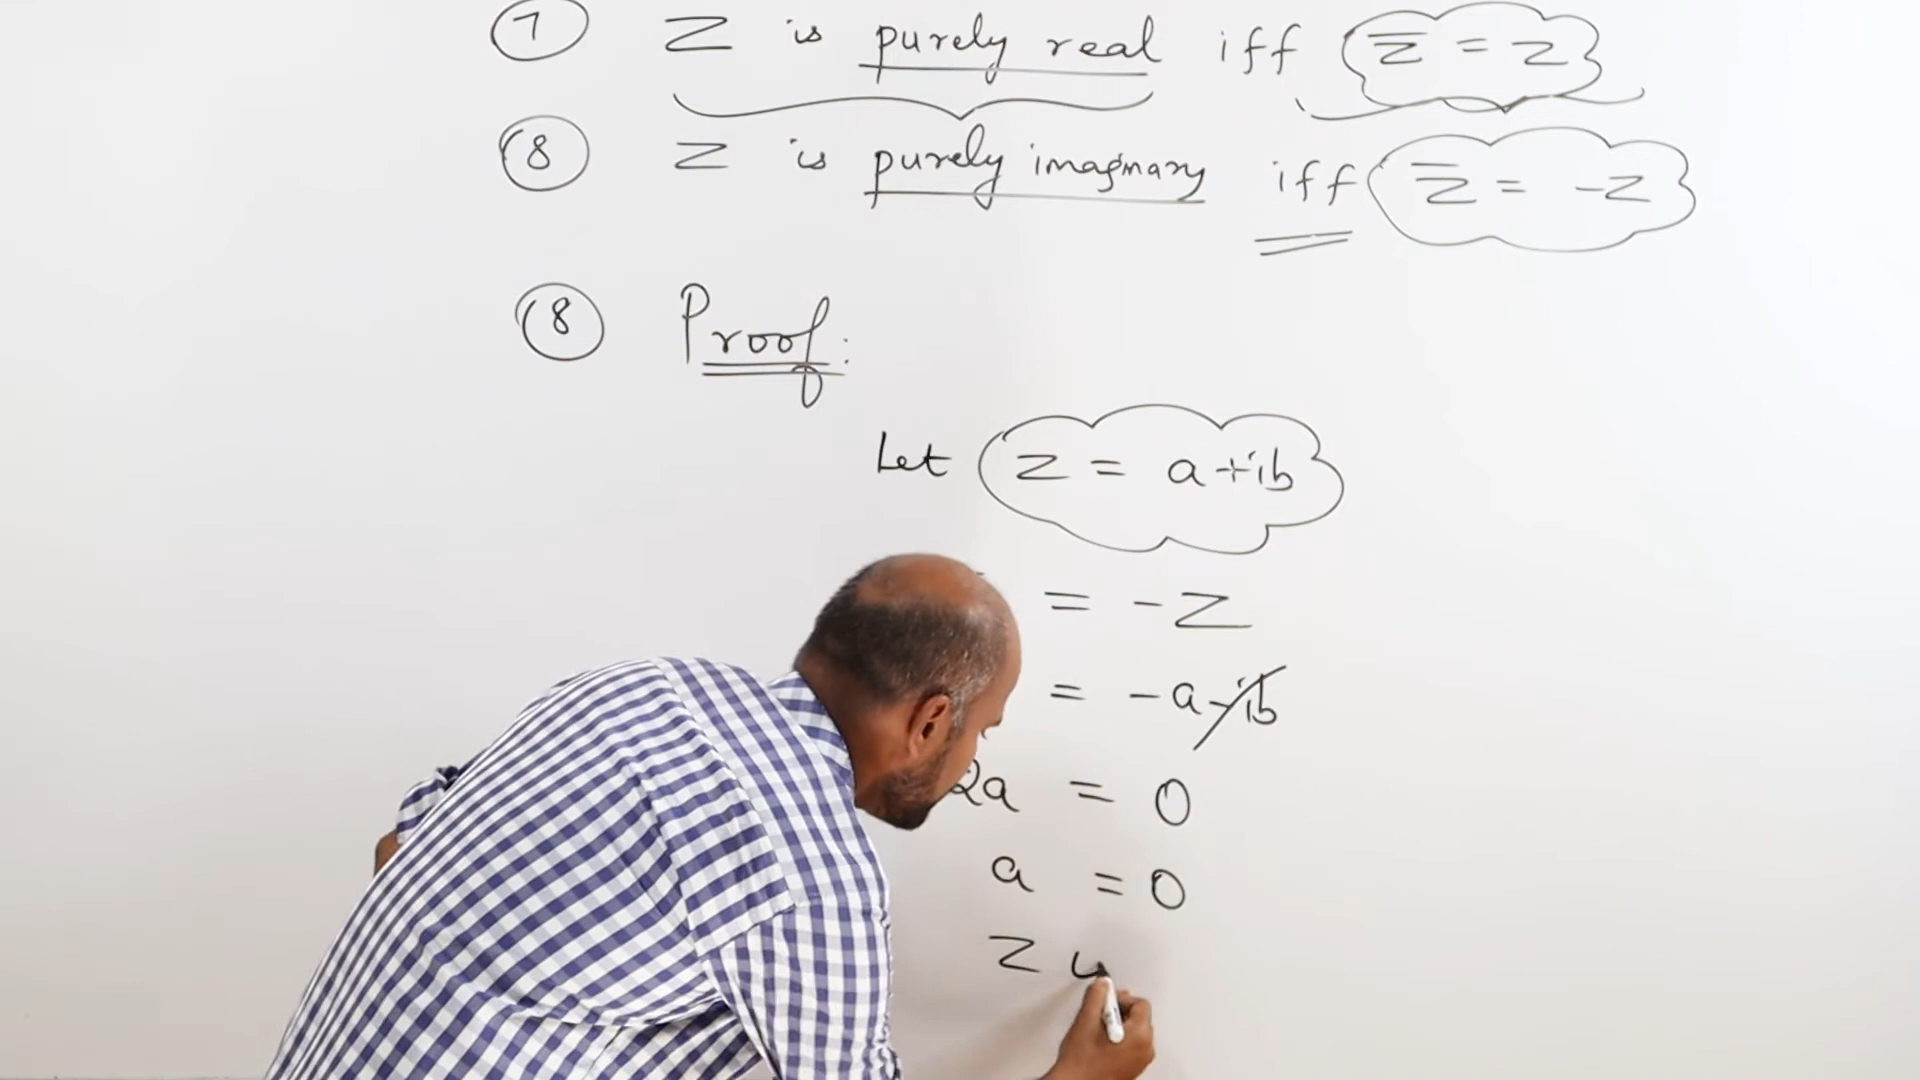 ⑦ Z is purely real iff z̅ = z
⑧ Z is purely imaginary iff z̅ = -z
⑧ Proof:
Let z = a+ib
= -Z
= -a-ib
2a = 0
a = 0
Z